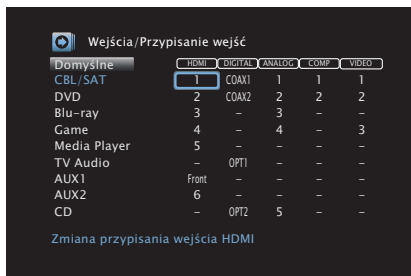 Wejścia/Przypisanie wejść
Domyślne HDMI DIGITAL ANALOG COMP VIDEO
CBL/SAT 1 COAX1 1 1 1
DVD 2 COAX2 2 2 2
Blu-ray 3 – 3 – –
Game 4 – 4 – 3
Media Player 5 – – – –
TV Audio – OPT1 – – –
AUX1 Front – – – –
AUX2 6 – – – –
CD – OPT2 5 – –
Zmiana przypisania wejścia HDMI